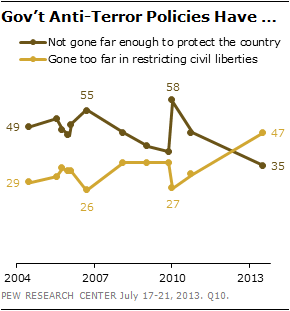 Gov't Anti-Terror Policies Have ...
Not gone far enough to protect the country
Gone too far in restricting civil liberties
58
55
49
47
35
29
26
27
2004 2007 2010 2013
PEW RESEARCH CENTER July 17-21, 2013. Q10.